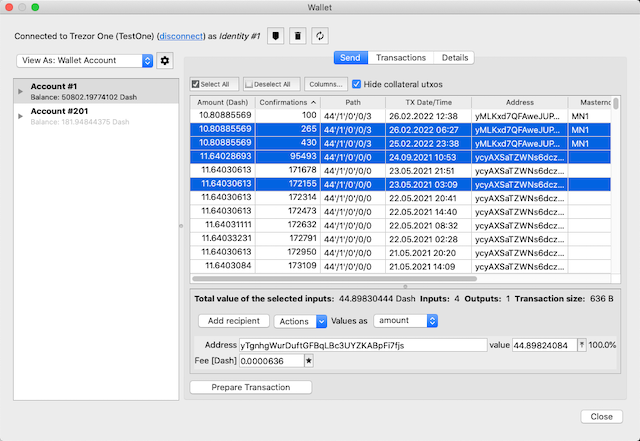 Wallet
Connected to Trezor One (TestOne) (disconnect) as Identity #1
View As: Wallet Account
Account #1
Balance: 50802.19774102 Dash
Account #201
Balance: 181.94844375 Dash
Send Transactions Details
Select All Deselect All Columns... Hide collateral utxos
Amount (Dash) Confirmations Path TX Date/Time Address Masterno
10.80885569 100 44'/1'/0'/0/3 26.02.2022 12:38 yMLKxd7QFAweJUP... MN1
10.80885569 265 44'/1'/0'/0/3 26.02.2022 06:27 yMLKxd7QFAweJUP... MN1
10.80885569 430 44'/1'/0'/0/3 25.02.2022 23:38 yMLKxd7QFAweJUP... MN1
11.64028693 95493 44'/1'/0'/0/0 24.09.2021 10:53 ycyAXSaTZWNs6dcz...
11.64030613 171678 44'/1'/0'/0/0 23.05.2021 21:51 ycyAXSaTZWNs6dcz...
11.64030613 172155 44'/1'/0'/0/0 23.05.2021 03:09 ycyAXSaTZWNs6dcz...
11.64030613 172314 44'/1'/0'/0/0 22.05.2021 20:41 ycyAXSaTZWNs6dcz...
11.64030613 172473 44'/1'/0'/0/0 22.05.2021 14:40 ycyAXSaTZWNs6dcz...
11.64031111 172632 44'/1'/0'/0/0 22.05.2021 08:32 ycyAXSaTZWNs6dcz...
11.64033231 172791 44'/1'/0'/0/0 22.05.2021 02:28 ycyAXSaTZWNs6dcz...
11.64030613 172950 44'/1'/0'/0/0 21.05.2021 20:20 ycyAXSaTZWNs6dcz...
11.6403084 173109 44'/1'/0'/0/0 21.05.2021 14:09 ycyAXSaTZWNs6dcz...
Total value of the selected inputs: 44.89830444 Dash Inputs: 4 Outputs: 1 Transaction size: 636 B
Add recipient Actions Values as amount
Address yTgnhgWurDuftGFBqLBc3UYZKABpFi7fjs value 44.89824084 100.0%
Fee [Dash] 0.0000636
Prepare Transaction
Close